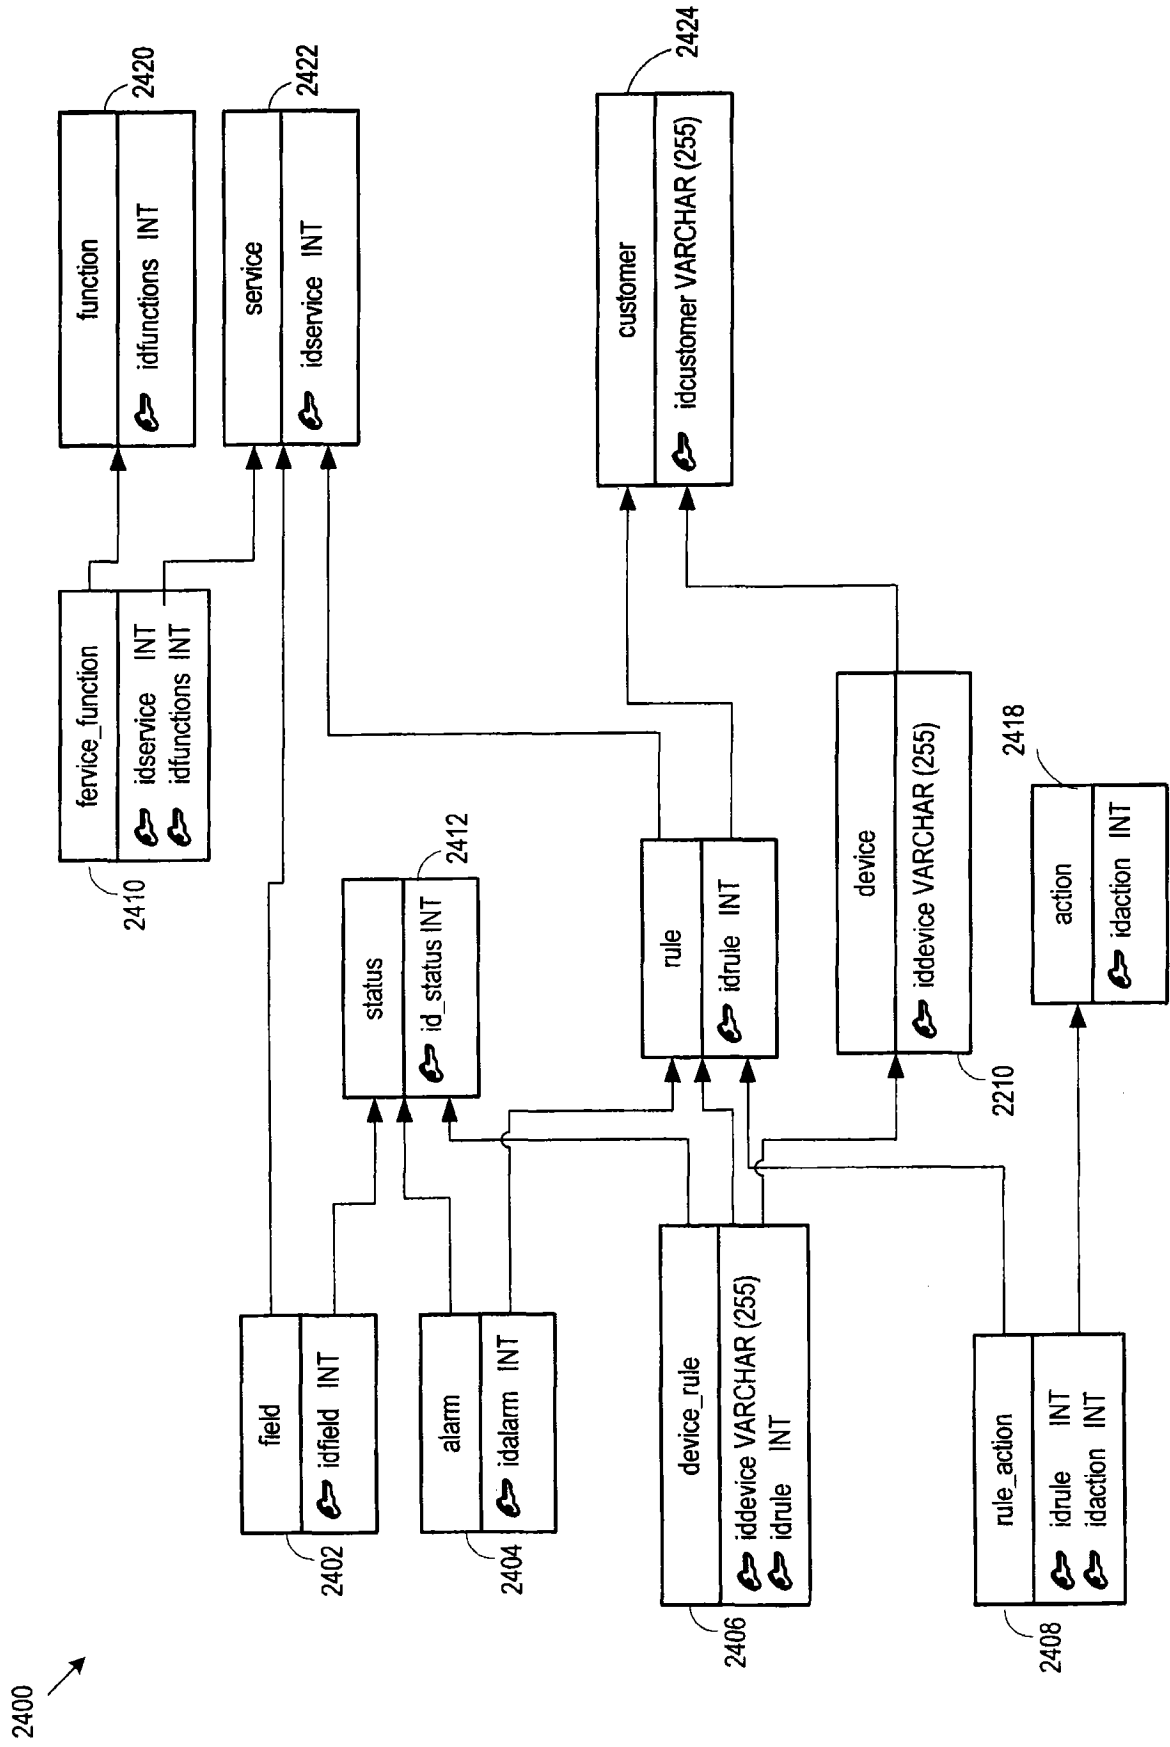 2400
field
idfield INT
2402
alarm
idalarm INT
2404
device_rule
iddevice VARCHAR (255)
idrule INT
2406
rule_action
idrule INT
idaction INT
2408
fervice_function
idservice INT
idfunctions INT
2410
status
id_status INT
2412
rule
idrule INT
device
iddevice VARCHAR (255)
2210
action
idaction INT
2418
function
idfunctions INT
2420
service
idservice INT
2422
customer
idcustomer VARCHAR (255)
2424